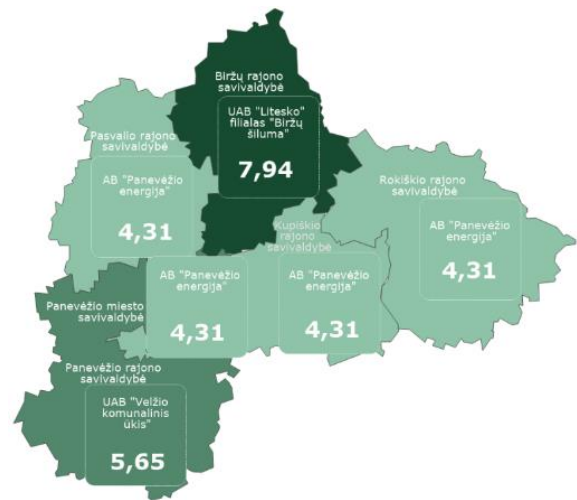 Biržų rajono
savivaldybė
UAB "Litesko"
filialas "Biržų
šiluma"
7,94
Pasvalio rajono
savivaldybė
AB "Panevėžio
energija"
4,31
Rokiškio rajono
savivaldybė
AB "Panevėžio
energija"
4,31
Kupiškio
rajono
savivaldybė
AB "Panevėžio
energija"
4,31
Panevėžio miesto
savivaldybė
AB "Panevėžio
energija"
4,31
Panevėžio rajono
savivaldybė
UAB "Velžio
komunalinis
ūkis"
5,65